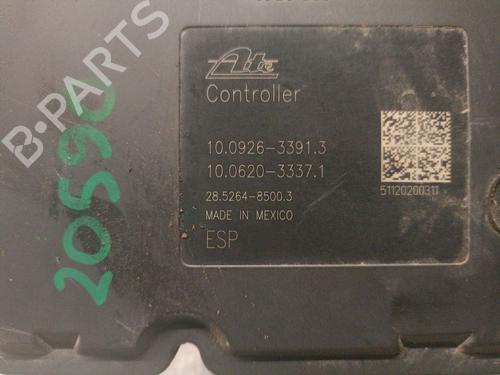 Ate
Controller
10.0926-3391.3
10.0620-3337.1
28.5264-8500.3
MADE IN MEXICO
ESP
51120200311
20590
B-PARTS